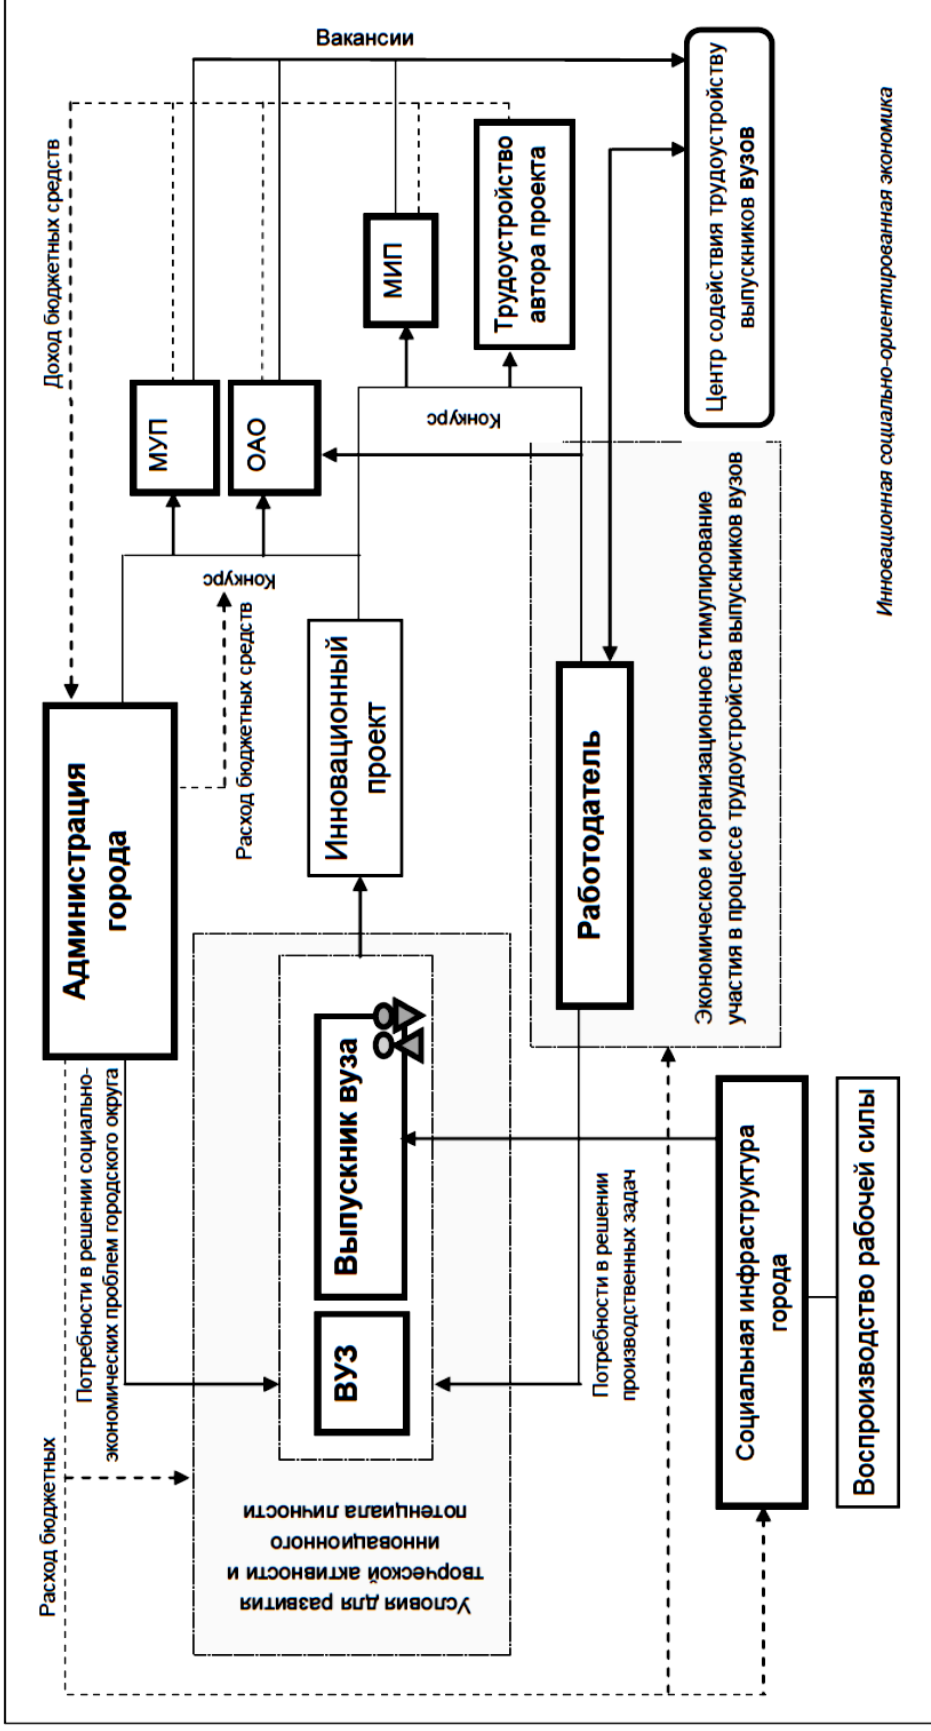 Расход бюджетных
Потребности в решении социально-
экономических проблем городского округа
Администрация
города
Доход бюджетных средств
Расход бюджетных средств
Конкурс
МУП
ОАО
Вакансии
Условия для развития
творческой активности и
инновационного
потенциала личности
ВУЗ
Выпускник вуза
Инновационный
проект
Конкурс
МИП
Трудоустройство
автора проекта
Потребности в решении
производственных задач
Работодатель
Экономическое и организационное стимулирование
участия в процессе трудоустройства выпускников вузов
Центр содействия трудоустройству
выпускников вузов
Социальная инфраструктура
города
Воспроизводство рабочей силы
Инновационная социально-ориентированная экономика